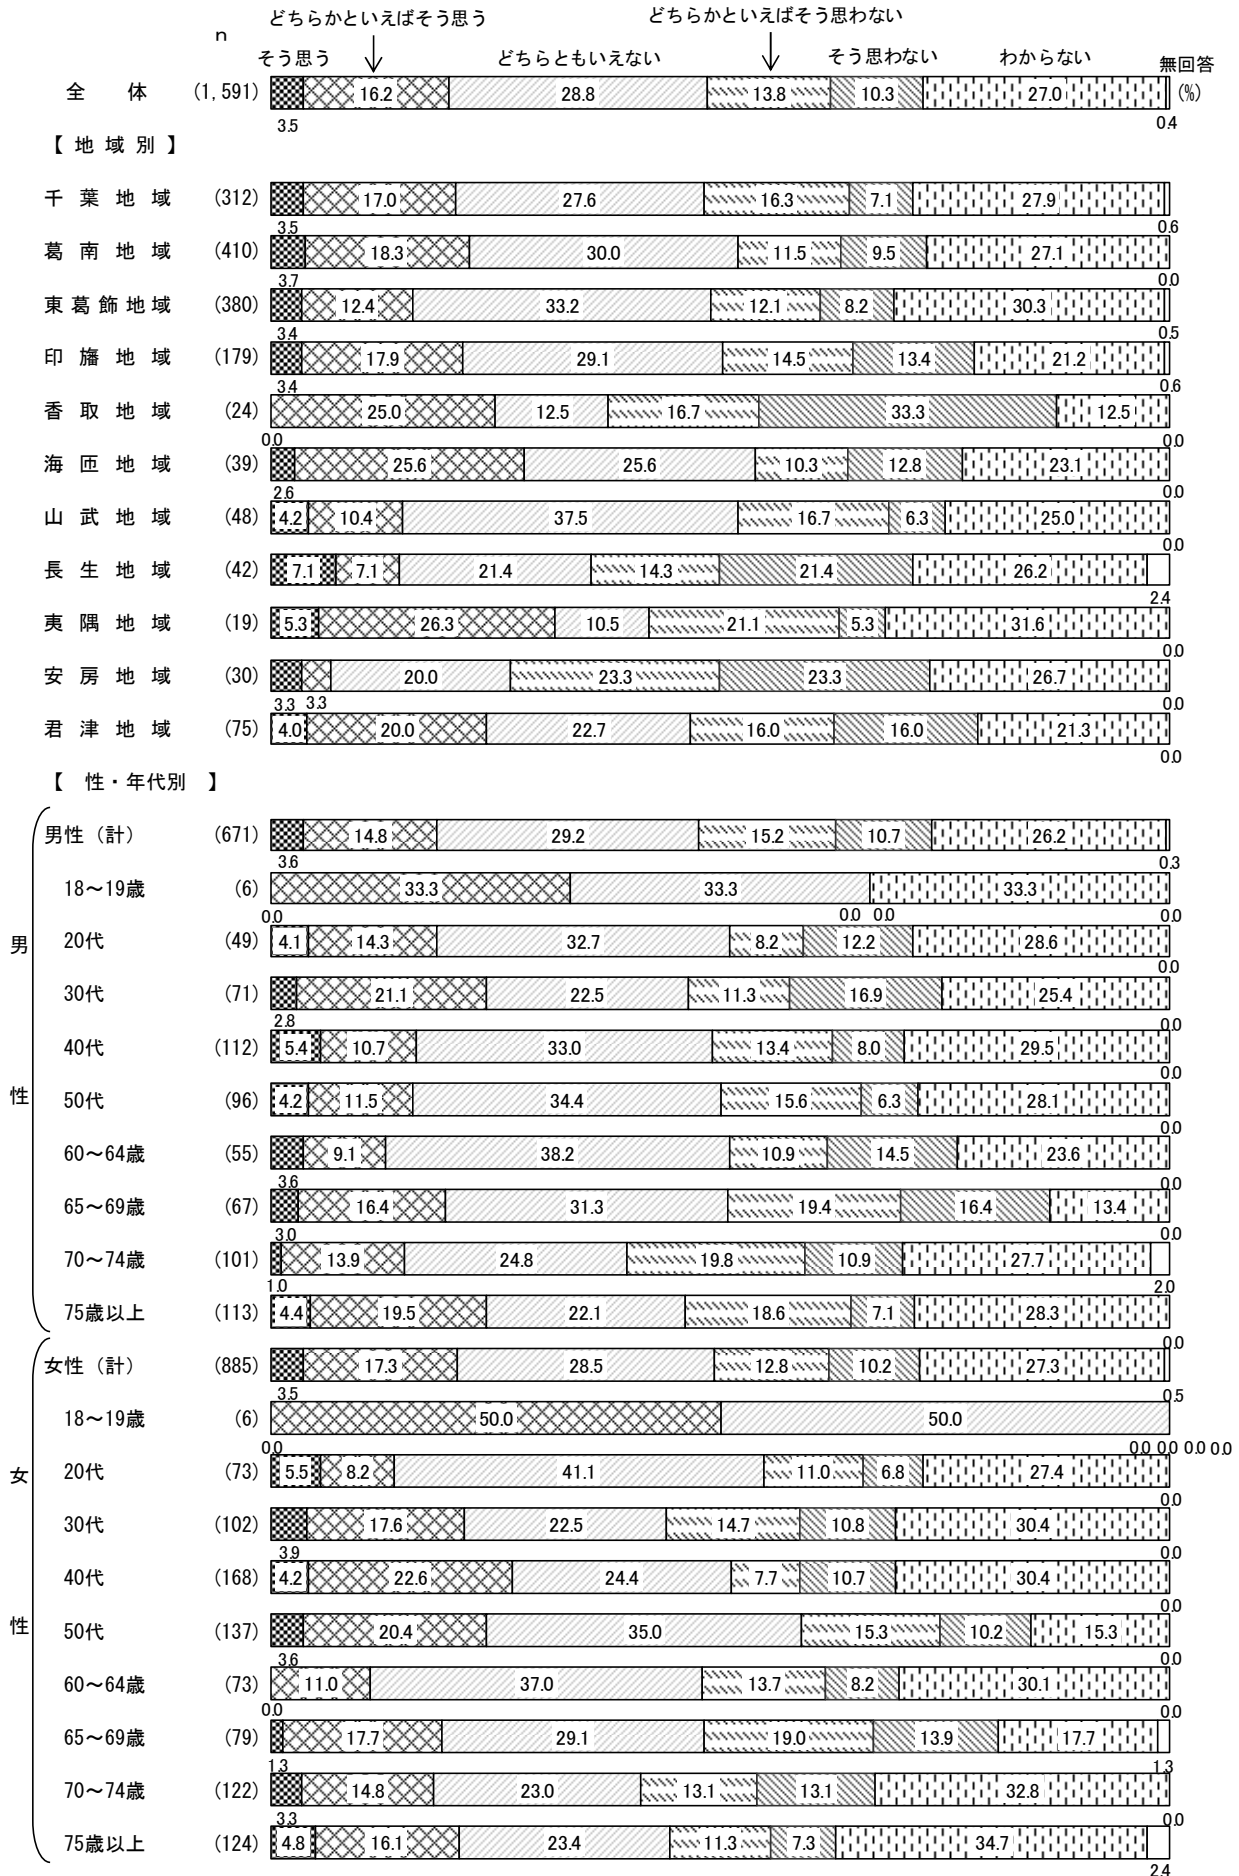 どちらかといえばそう思う　どちらかといえばそう思わない
n
そう思う　どちらともいえない　そう思わない　わからない　無回答
全体 (1,591) 16.2 28.8 13.8 10.3 27.0 (%)
3.5 0.4
【地域別】
千葉地域 (312) 17.0 27.6 16.3 7.1 27.9
3.5 0.6
葛南地域 (410) 18.3 30.0 11.5 9.5 27.1
3.7 0.0
東葛飾地域 (380) 12.4 33.2 12.1 8.2 30.3
3.4 0.5
印旛地域 (179) 17.9 29.1 14.5 13.4 21.2
3.4 0.6
香取地域 (24) 25.0 12.5 16.7 33.3 12.5
0.0 0.0
海匝地域 (39) 25.6 25.6 10.3 12.8 23.1
2.6 0.0
山武地域 (48) 4.2 10.4 37.5 16.7 6.3 25.0
0.0
長生地域 (42) 7.1 7.1 21.4 14.3 21.4 26.2
2.4
夷隅地域 (19) 5.3 26.3 10.5 21.1 5.3 31.6
0.0
安房地域 (30) 20.0 23.3 23.3 26.7
3.3 3.3 0.0
君津地域 (75) 4.0 20.0 22.7 16.0 16.0 21.3
0.0
【 性・年代別 】
男性（計） (671) 14.8 29.2 15.2 10.7 26.2
3.6 0.3
18～19歳 (6) 33.3 33.3 33.3
0.0 0.0 0.0 0.0
男
20代 (49) 4.1 14.3 32.7 8.2 12.2 28.6
0.0
30代 (71) 21.1 22.5 11.3 16.9 25.4
2.8 0.0
40代 (112) 5.4 10.7 33.0 13.4 8.0 29.5
0.0
性
50代 (96) 4.2 11.5 34.4 15.6 6.3 28.1
0.0
60～64歳 (55) 9.1 38.2 10.9 14.5 23.6
3.6 0.0
65～69歳 (67) 16.4 31.3 19.4 16.4 13.4
3.0 0.0
70～74歳 (101) 13.9 24.8 19.8 10.9 27.7
1.0 2.0
75歳以上 (113) 4.4 19.5 22.1 18.6 7.1 28.3
0.0
女性（計） (885) 17.3 28.5 12.8 10.2 27.3
3.5 0.5
18～19歳 (6) 50.0 50.0
0.0 0.0 0.0 0.0 0.0
女
20代 (73) 5.5 8.2 41.1 11.0 6.8 27.4
0.0
30代 (102) 17.6 22.5 14.7 10.8 30.4
3.9 0.0
40代 (168) 4.2 22.6 24.4 7.7 10.7 30.4
0.0
性
50代 (137) 20.4 35.0 15.3 10.2 15.3
3.6 0.0
60～64歳 (73) 11.0 37.0 13.7 8.2 30.1
0.0 0.0
65～69歳 (79) 17.7 29.1 19.0 13.9 17.7
1.3 1.3
70～74歳 (122) 14.8 23.0 13.1 13.1 32.8
3.3 0.0
75歳以上 (124) 4.8 16.1 23.4 11.3 7.3 34.7
2.4